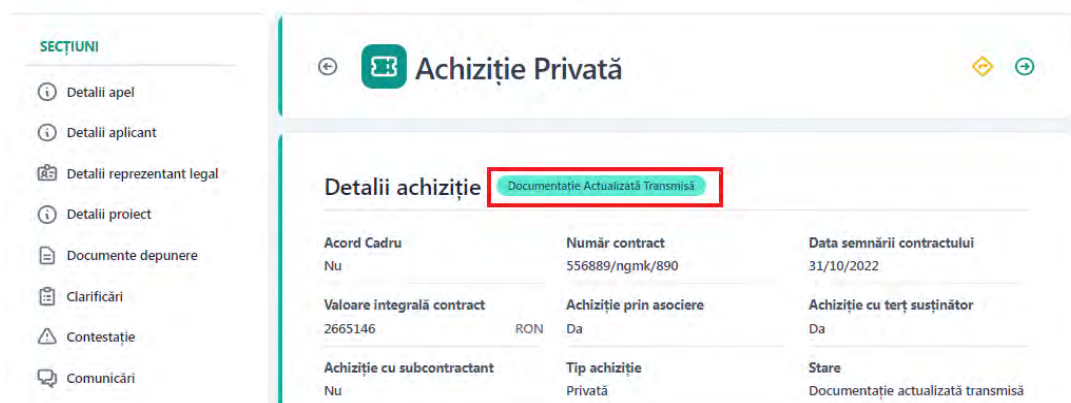 SECȚIUNI
Detalii apel
Detalii aplicant
Detalii reprezentant legal
Detalii proiect
Documente depunere
Clarificări
Contestație
Comunicări
Achiziție Privată
Detalii achiziție Documentație Actualizată Transmisă
Acord Cadru Număr contract Data semnării contractului
Nu 556889/ngmk/890 31/10/2022
Valoare integrală contract Achiziție prin asociere Achiziție cu terț susținător
2665146 RON Da Da
Achiziție cu subcontractant Tip achiziție Stare
Nu Privată Documentație actualizată transmisă